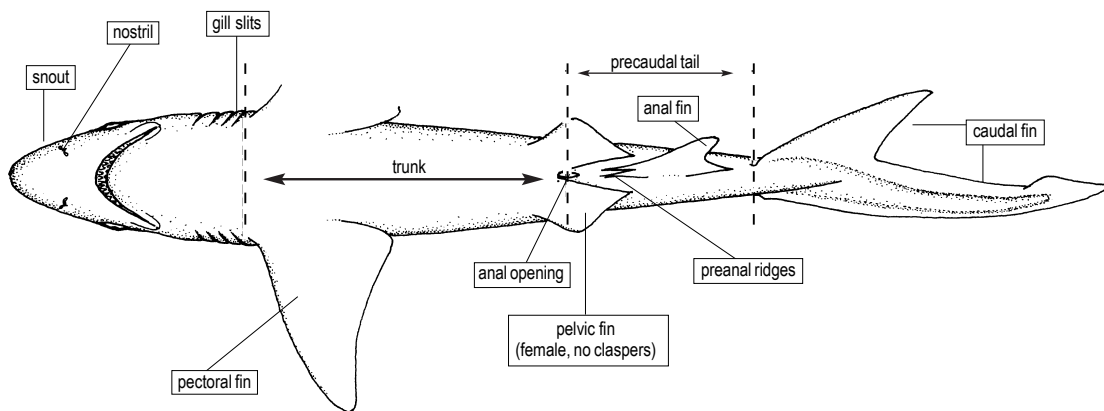 gill slits
nostril
snout
precaudal tail
anal fin
caudal fin
trunk
anal opening
preanal ridges
pelvic fin
(female, no claspers)
pectoral fin